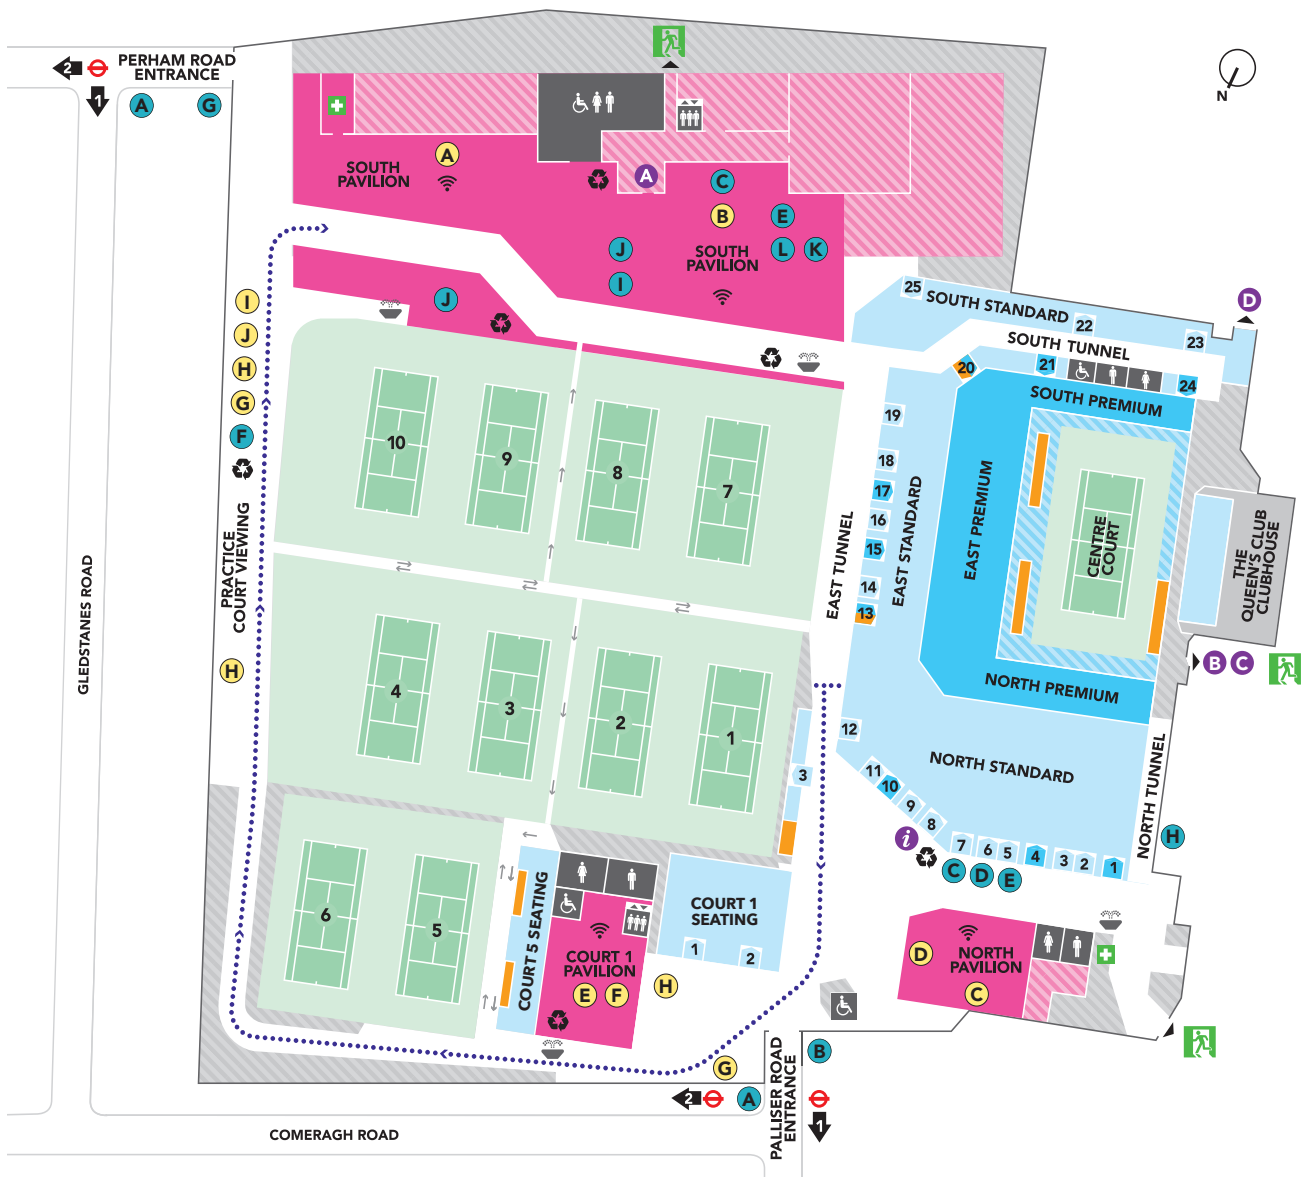 2
PERHAM ROAD
ENTRANCE
1
A
G
N
A
SOUTH
PAVILION
A
C
B
E
SOUTH
PAVILION
L
K
J
I
J
I
J
H
G
F
PRACTICE
COURT VIEWING
H
GLEDSTANES ROAD
25
SOUTH STANDARD
22
23
D
SOUTH TUNNEL
20
21
24
SOUTH PREMIUM
19
18
17
16
15
14
13
EAST TUNNEL
EAST STANDARD
EAST PREMIUM
CENTRE
COURT
THE
QUEEN'S CLUB
CLUBHOUSE
B
C
NORTH PREMIUM
NORTH STANDARD
NORTH TUNNEL
H
10
9
8
7
4
3
2
1
6
5
3
12
11
10
9
8
i
7
6
5
4
3
2
1
C
D
E
COURT 5 SEATING
COURT 1
PAVILION
E
F
COURT 1
SEATING
1
2
H
D
NORTH
PAVILION
C
G
2
A
B
1
PALLISER ROAD
ENTRANCE
COMERAGH ROAD